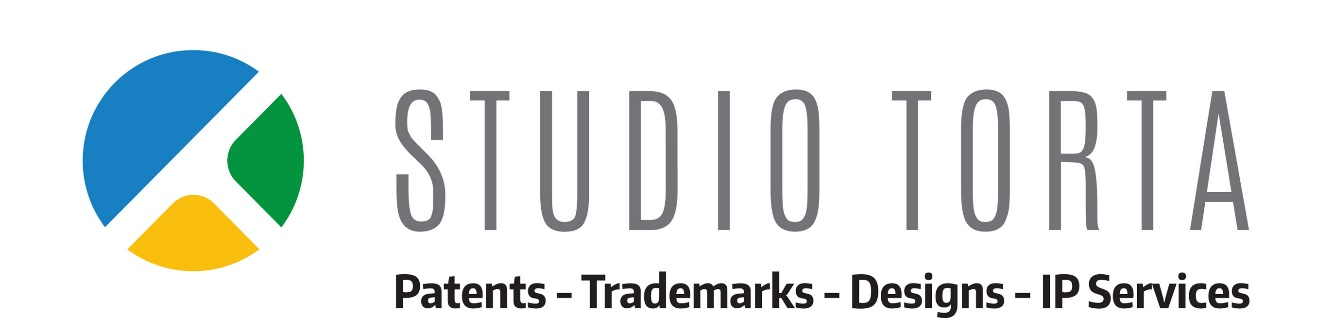 STUDIO TORTA
Patents - Trademarks - Designs - IP Services